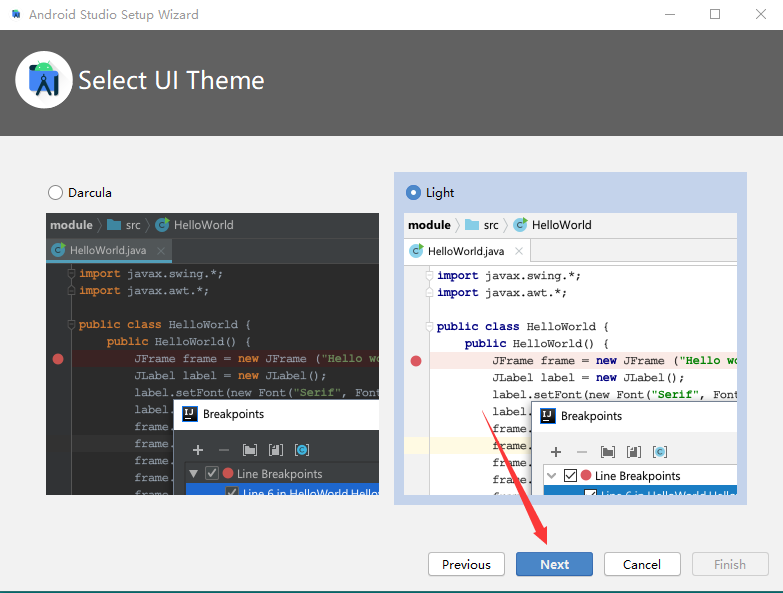 Android Studio Setup Wizard
Select UI Theme
Darcula
module src HelloWorld
HelloWorld.java
import javax.swing.*;
import javax.awt.*;
public class HelloWorld {
public HelloWorld() {
JFrame frame = new JFrame ("Hello wo
JLabel label = new JLabel();
label.setFont(new Font("Serif", Font
label.
frame.
frame.
frame.
frame.
frame
IJ Breakpoints
Line Breakpoints
Line 6 in HelloWorld.Hello
Light
module src HelloWorld
HelloWorld.java
import javax.swing.*;
import javax.awt.*;
public class HelloWorld {
public HelloWorld() {
JFrame frame = new JFrame ("Hello wo
JLabel label = new JLabel();
label.setFont(new Font("Serif", Font
label.
frame.
frame.
frame.
frame.
frame
IJ Breakpoints
Line Breakpoints
Line 6 in HelloWorld.Hello
Previous Next Cancel Finish